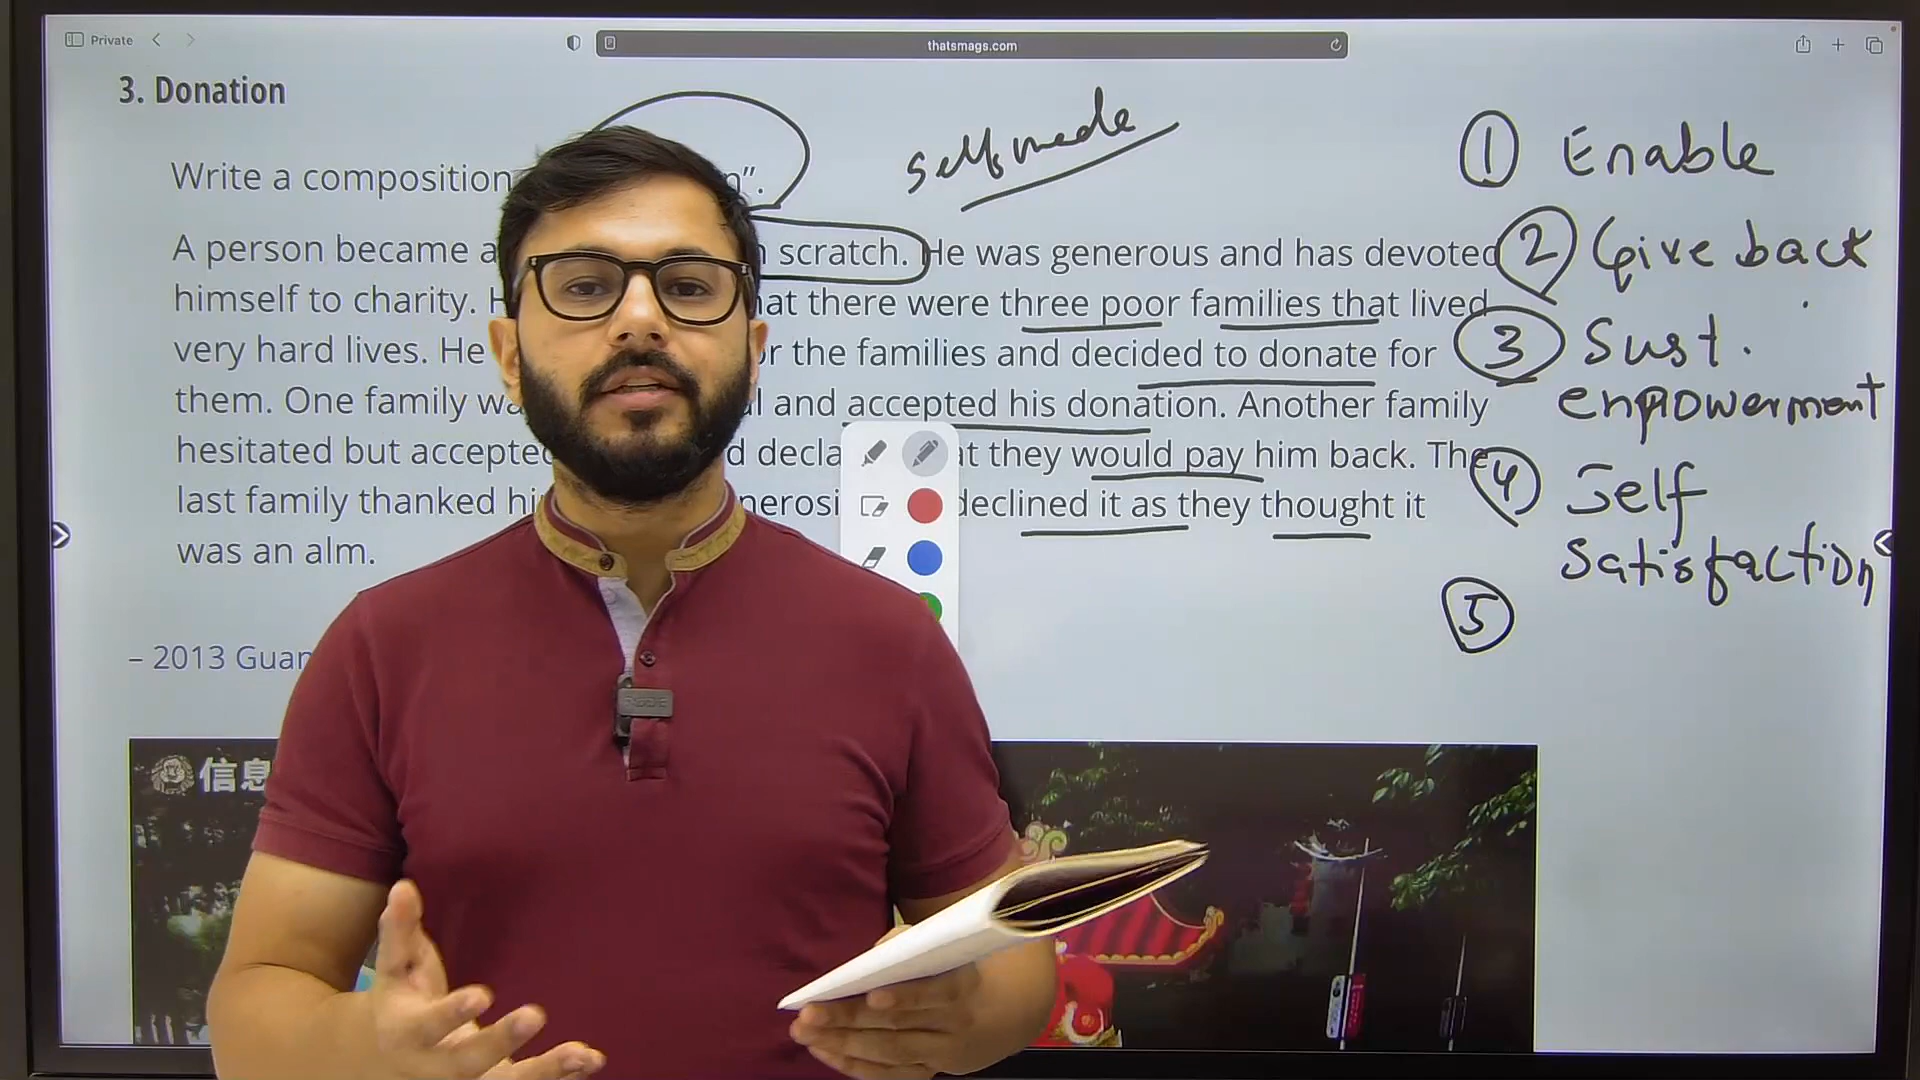 Private
thatsmags.com
3. Donation
Write a composition n”.
self made
A person became a n scratch. He was generous and has devoted
himself to charity. H hat there were three poor families that lived
very hard lives. He or the families and decided to donate for
them. One family wa l and accepted his donation. Another family
hesitated but accepted d decla at they would pay him back. The
last family thanked hi nerosi declined it as they thought it
was an alm.
– 2013 Guan
信息
1 Enable
2 Give back
3 Sust.
empowerment
4 Self
Satisfaction
5